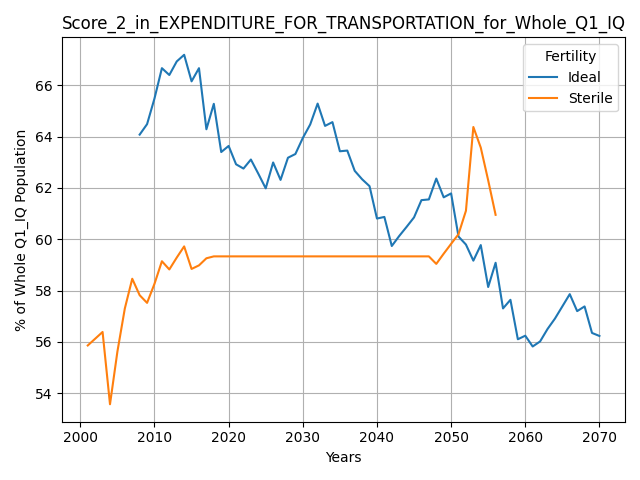 Score_2_in_EXPENDITURE_FOR_TRANSPORTATION_for_Whole_Q1_IQ
Fertility
Ideal
Sterile
% of Whole Q1_IQ Population
66
64
62
60
58
56
54
2000 2010 2020 2030 2040 2050 2060 2070
Years